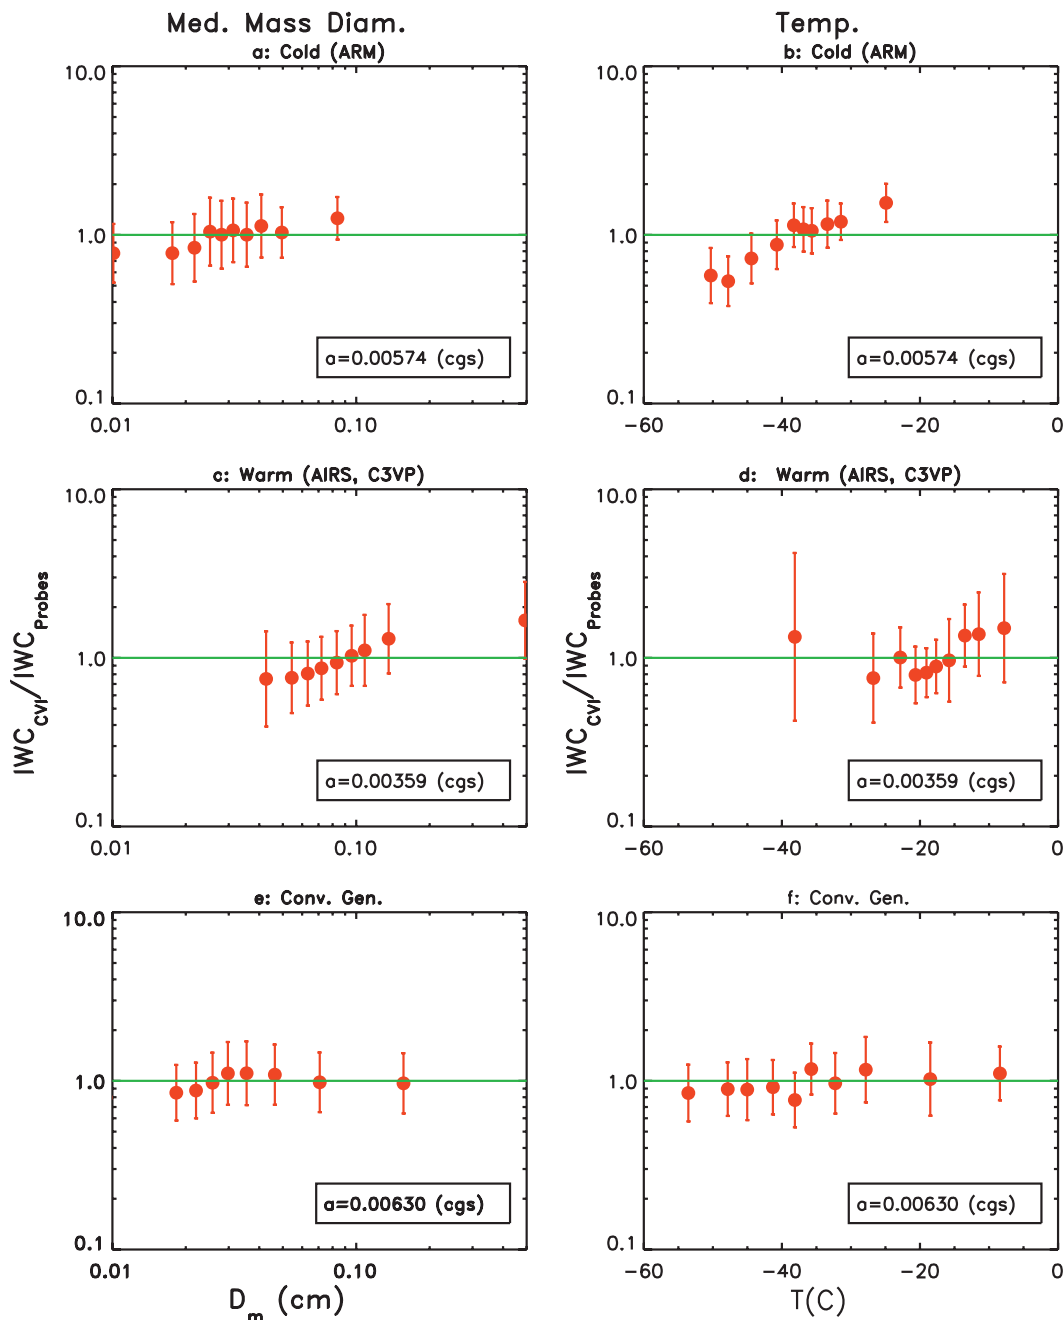 Med. Mass Diam.
Temp.
a: Cold (ARM)
b: Cold (ARM)
10.0
1.0
0.1
a=0.00574 (cgs)
0.01
0.10
10.0
1.0
0.1
a=0.00574 (cgs)
-60
-40
-20
0
c: Warm (AIRS, C3VP)
d: Warm (AIRS, C3VP)
10.0
1.0
0.1
IWC_CVI/IWC_Probes
a=0.00359 (cgs)
0.01
0.10
10.0
1.0
0.1
IWC_CVI/IWC_Probes
a=0.00359 (cgs)
-60
-40
-20
0
e: Conv. Gen.
f: Conv. Gen.
10.0
1.0
0.1
a=0.00630 (cgs)
0.01
0.10
D_m (cm)
10.0
1.0
0.1
a=0.00630 (cgs)
-60
-40
-20
0
T(C)